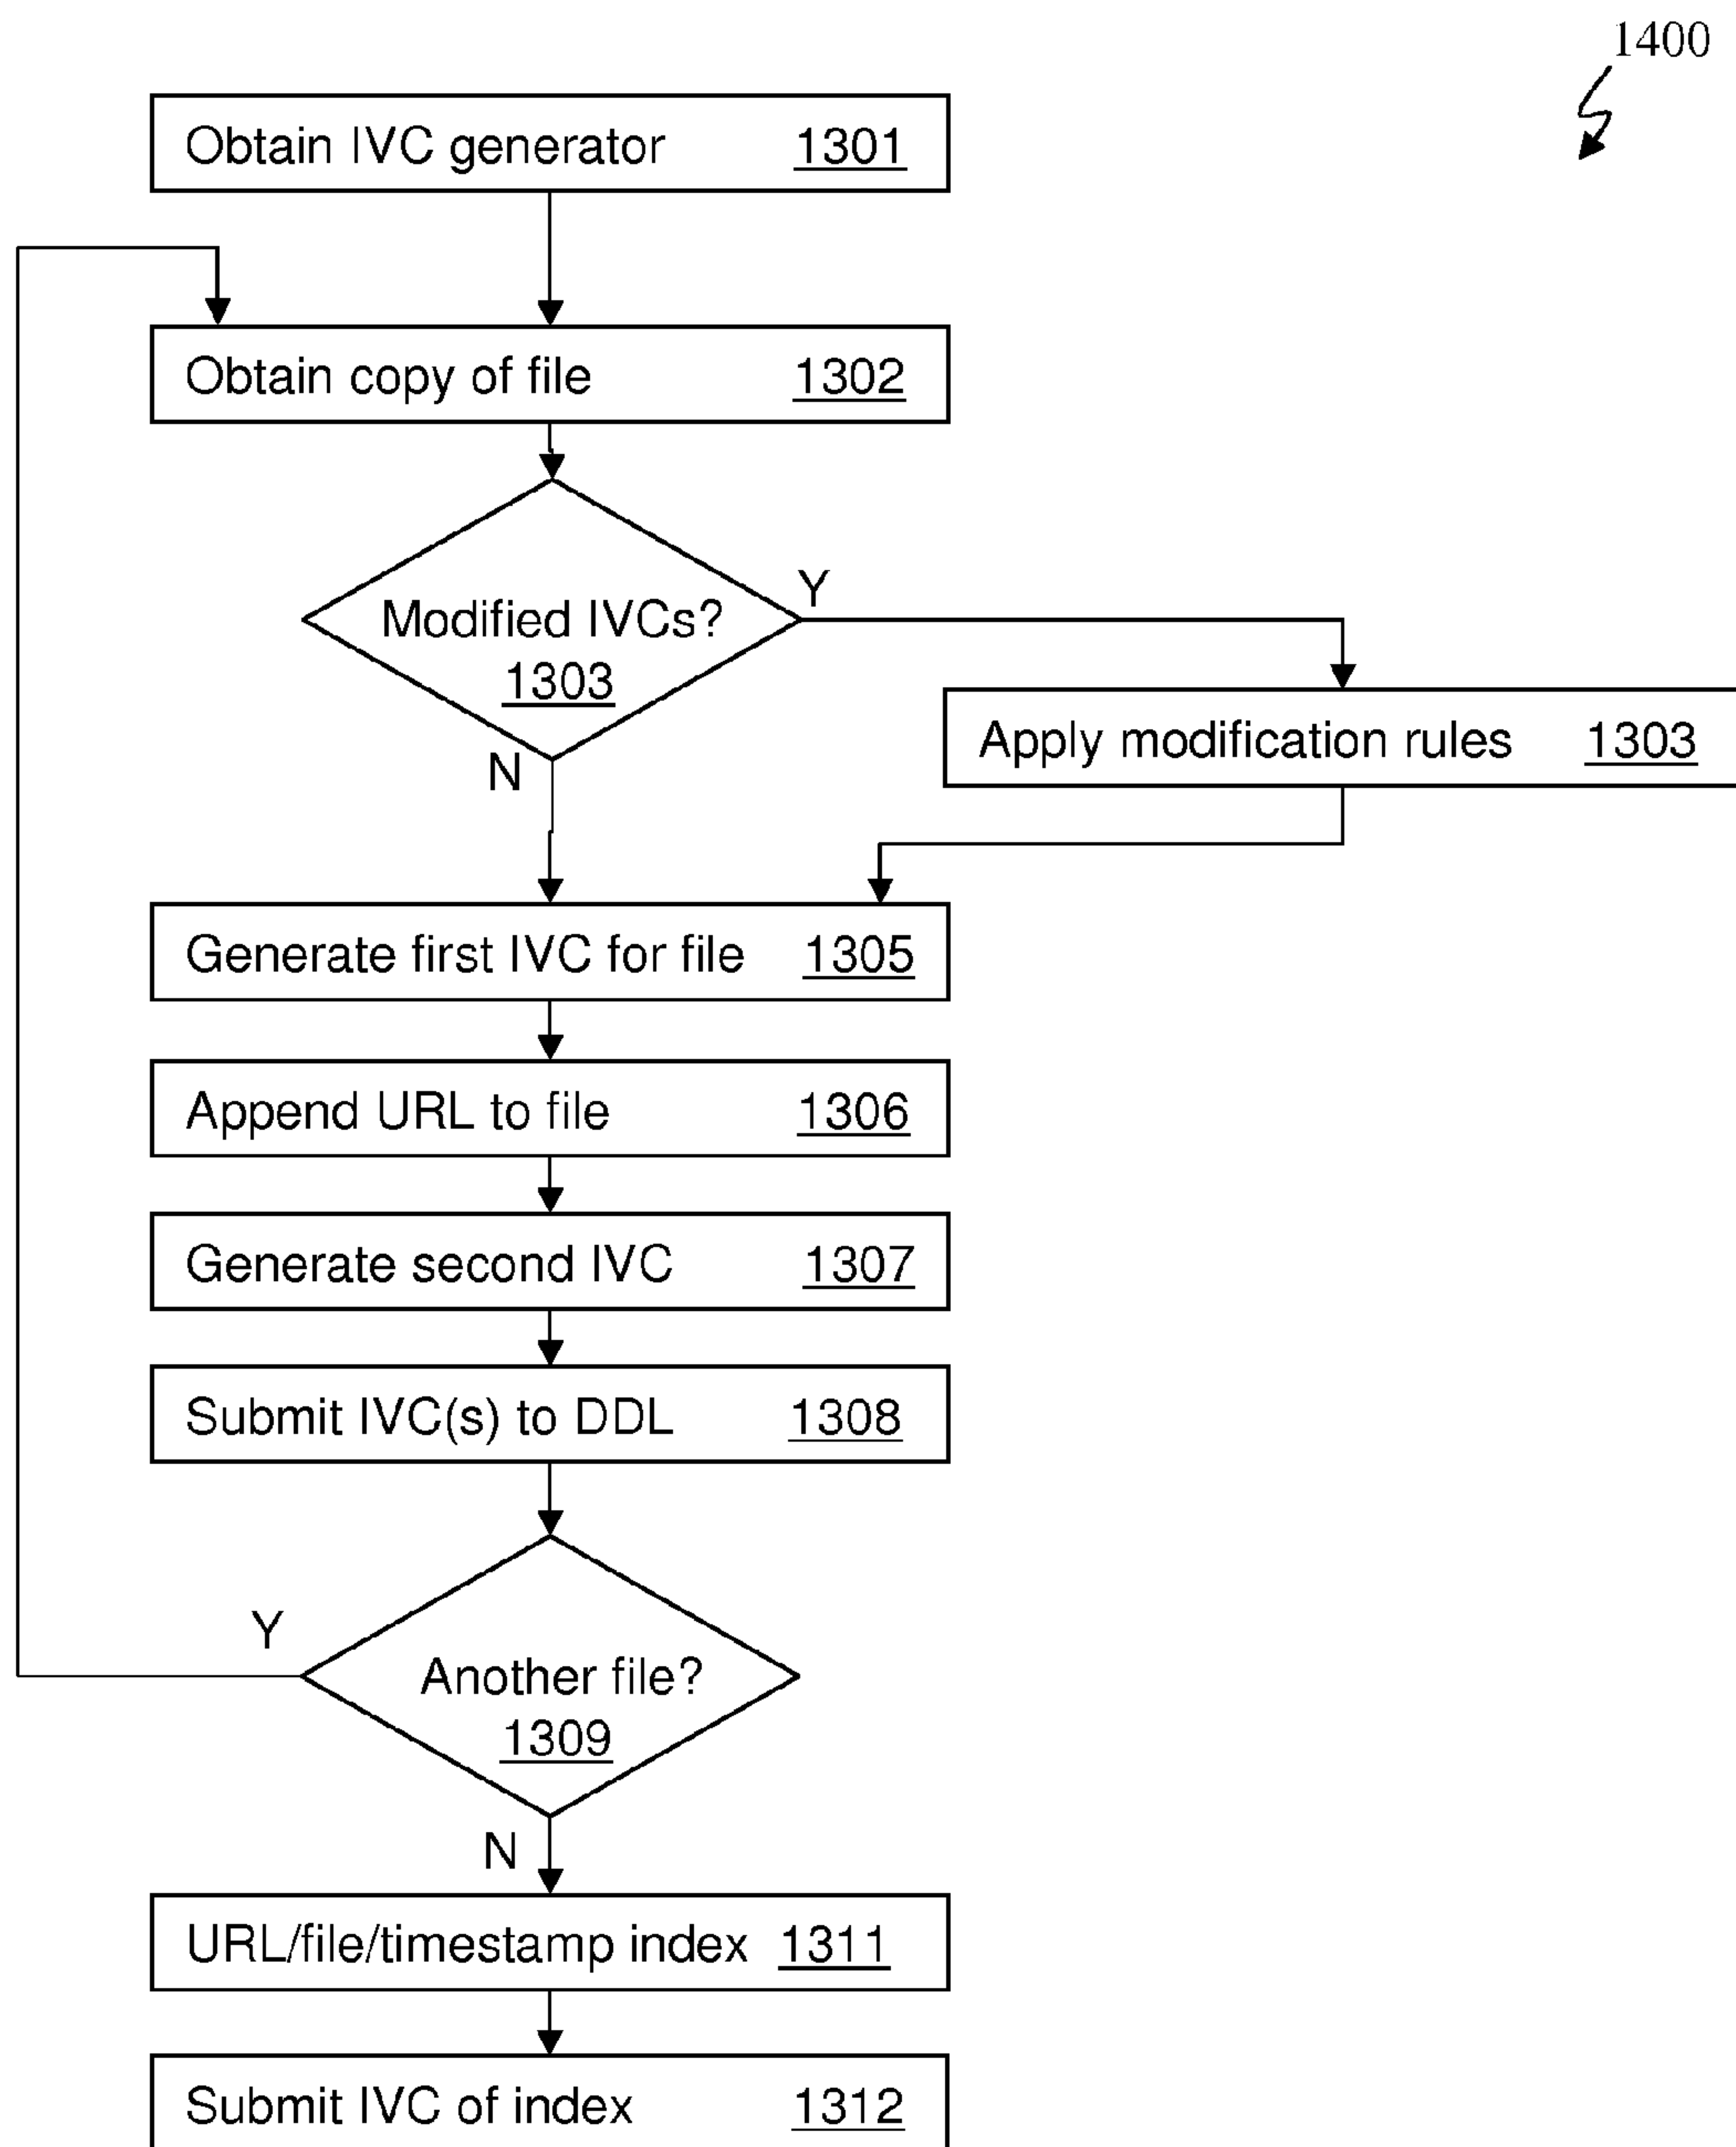 1400
Obtain IVC generator 1301
Obtain copy of file 1302
Modified IVCs?
1303
Y
N
Apply modification rules 1303
Generate first IVC for file 1305
Append URL to file 1306
Generate second IVC 1307
Submit IVC(s) to DDL 1308
Another file?
1309
Y
N
URL/file/timestamp index 1311
Submit IVC of index 1312